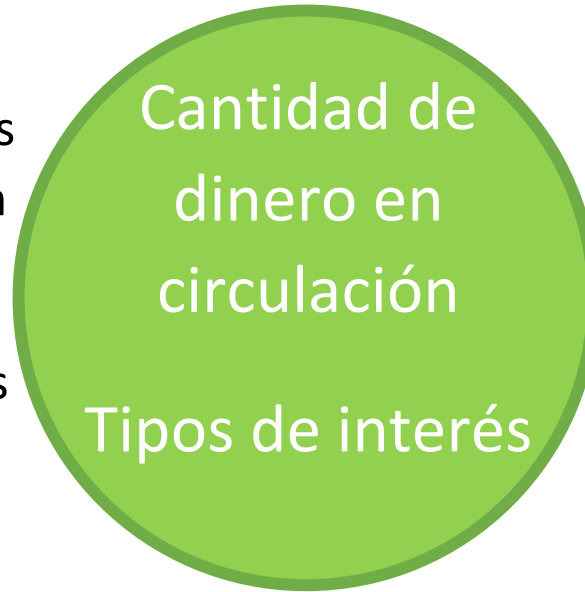 Cantidad de
dinero en
circulación
Tipos de interés